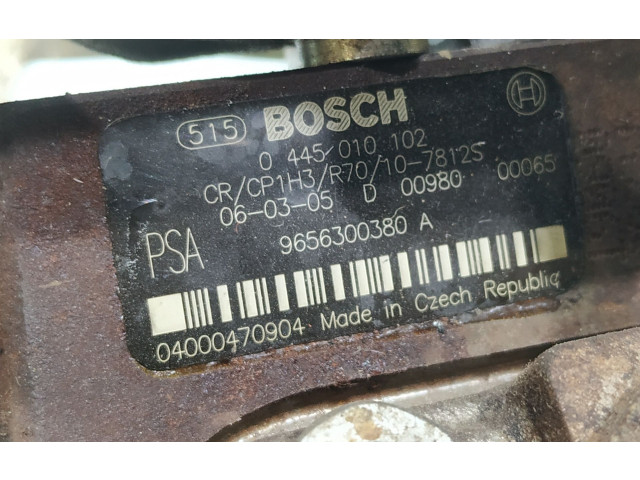 515 BOSCH
0 445 010 102
CR/CP1H3/R70/10-7812S
06-03-05 D 00980 00065
PSA 9656300380 A
04000470904 Made in Czech Republic